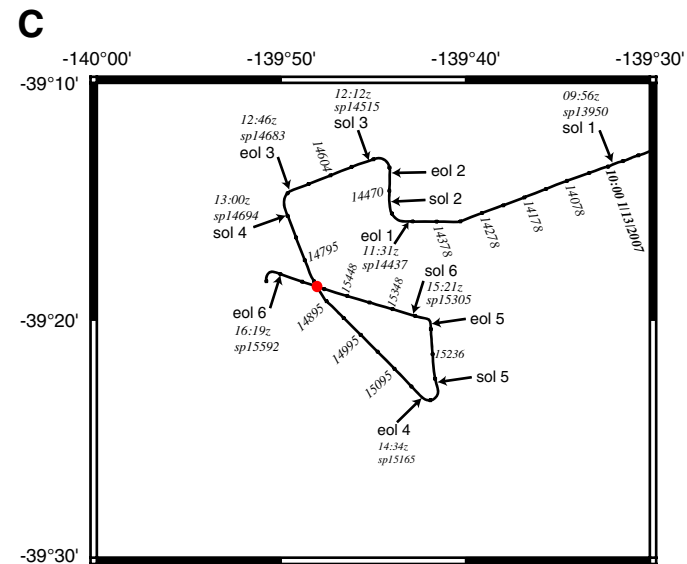 C
-140°00'
-139°50'
-139°40'
-139°30'
-39°10'
12:12z
sp14515
sol 3
09:56z
sp13950
sol 1
12:46z
sp14683
eol 3
14604
eol 2
14470
sol 2
10:00 1/13/2007
14078
14178
14278
14378
13:00z
sp14694
sol 4
eol 1
11:31z
sp14437
14795
15448
15348
sol 6
15:21z
sp15305
-39°20'
eol 6
16:19z
sp15592
14895
eol 5
14995
15236
15095
sol 5
eol 4
14:34z
sp15165
-39°30'